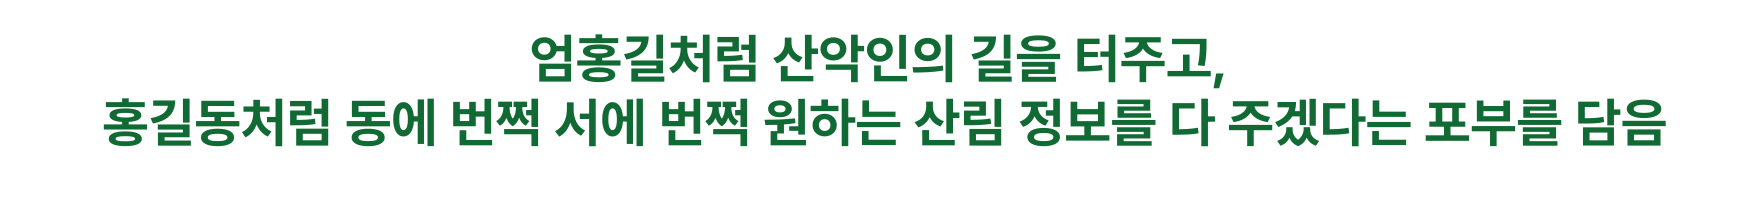 엄홍길처럼 산악인의 길을 터주고,
홍길동처럼 동에 번쩍 서에 번쩍 원하는 산림 정보를 다 주겠다는 포부를 담음